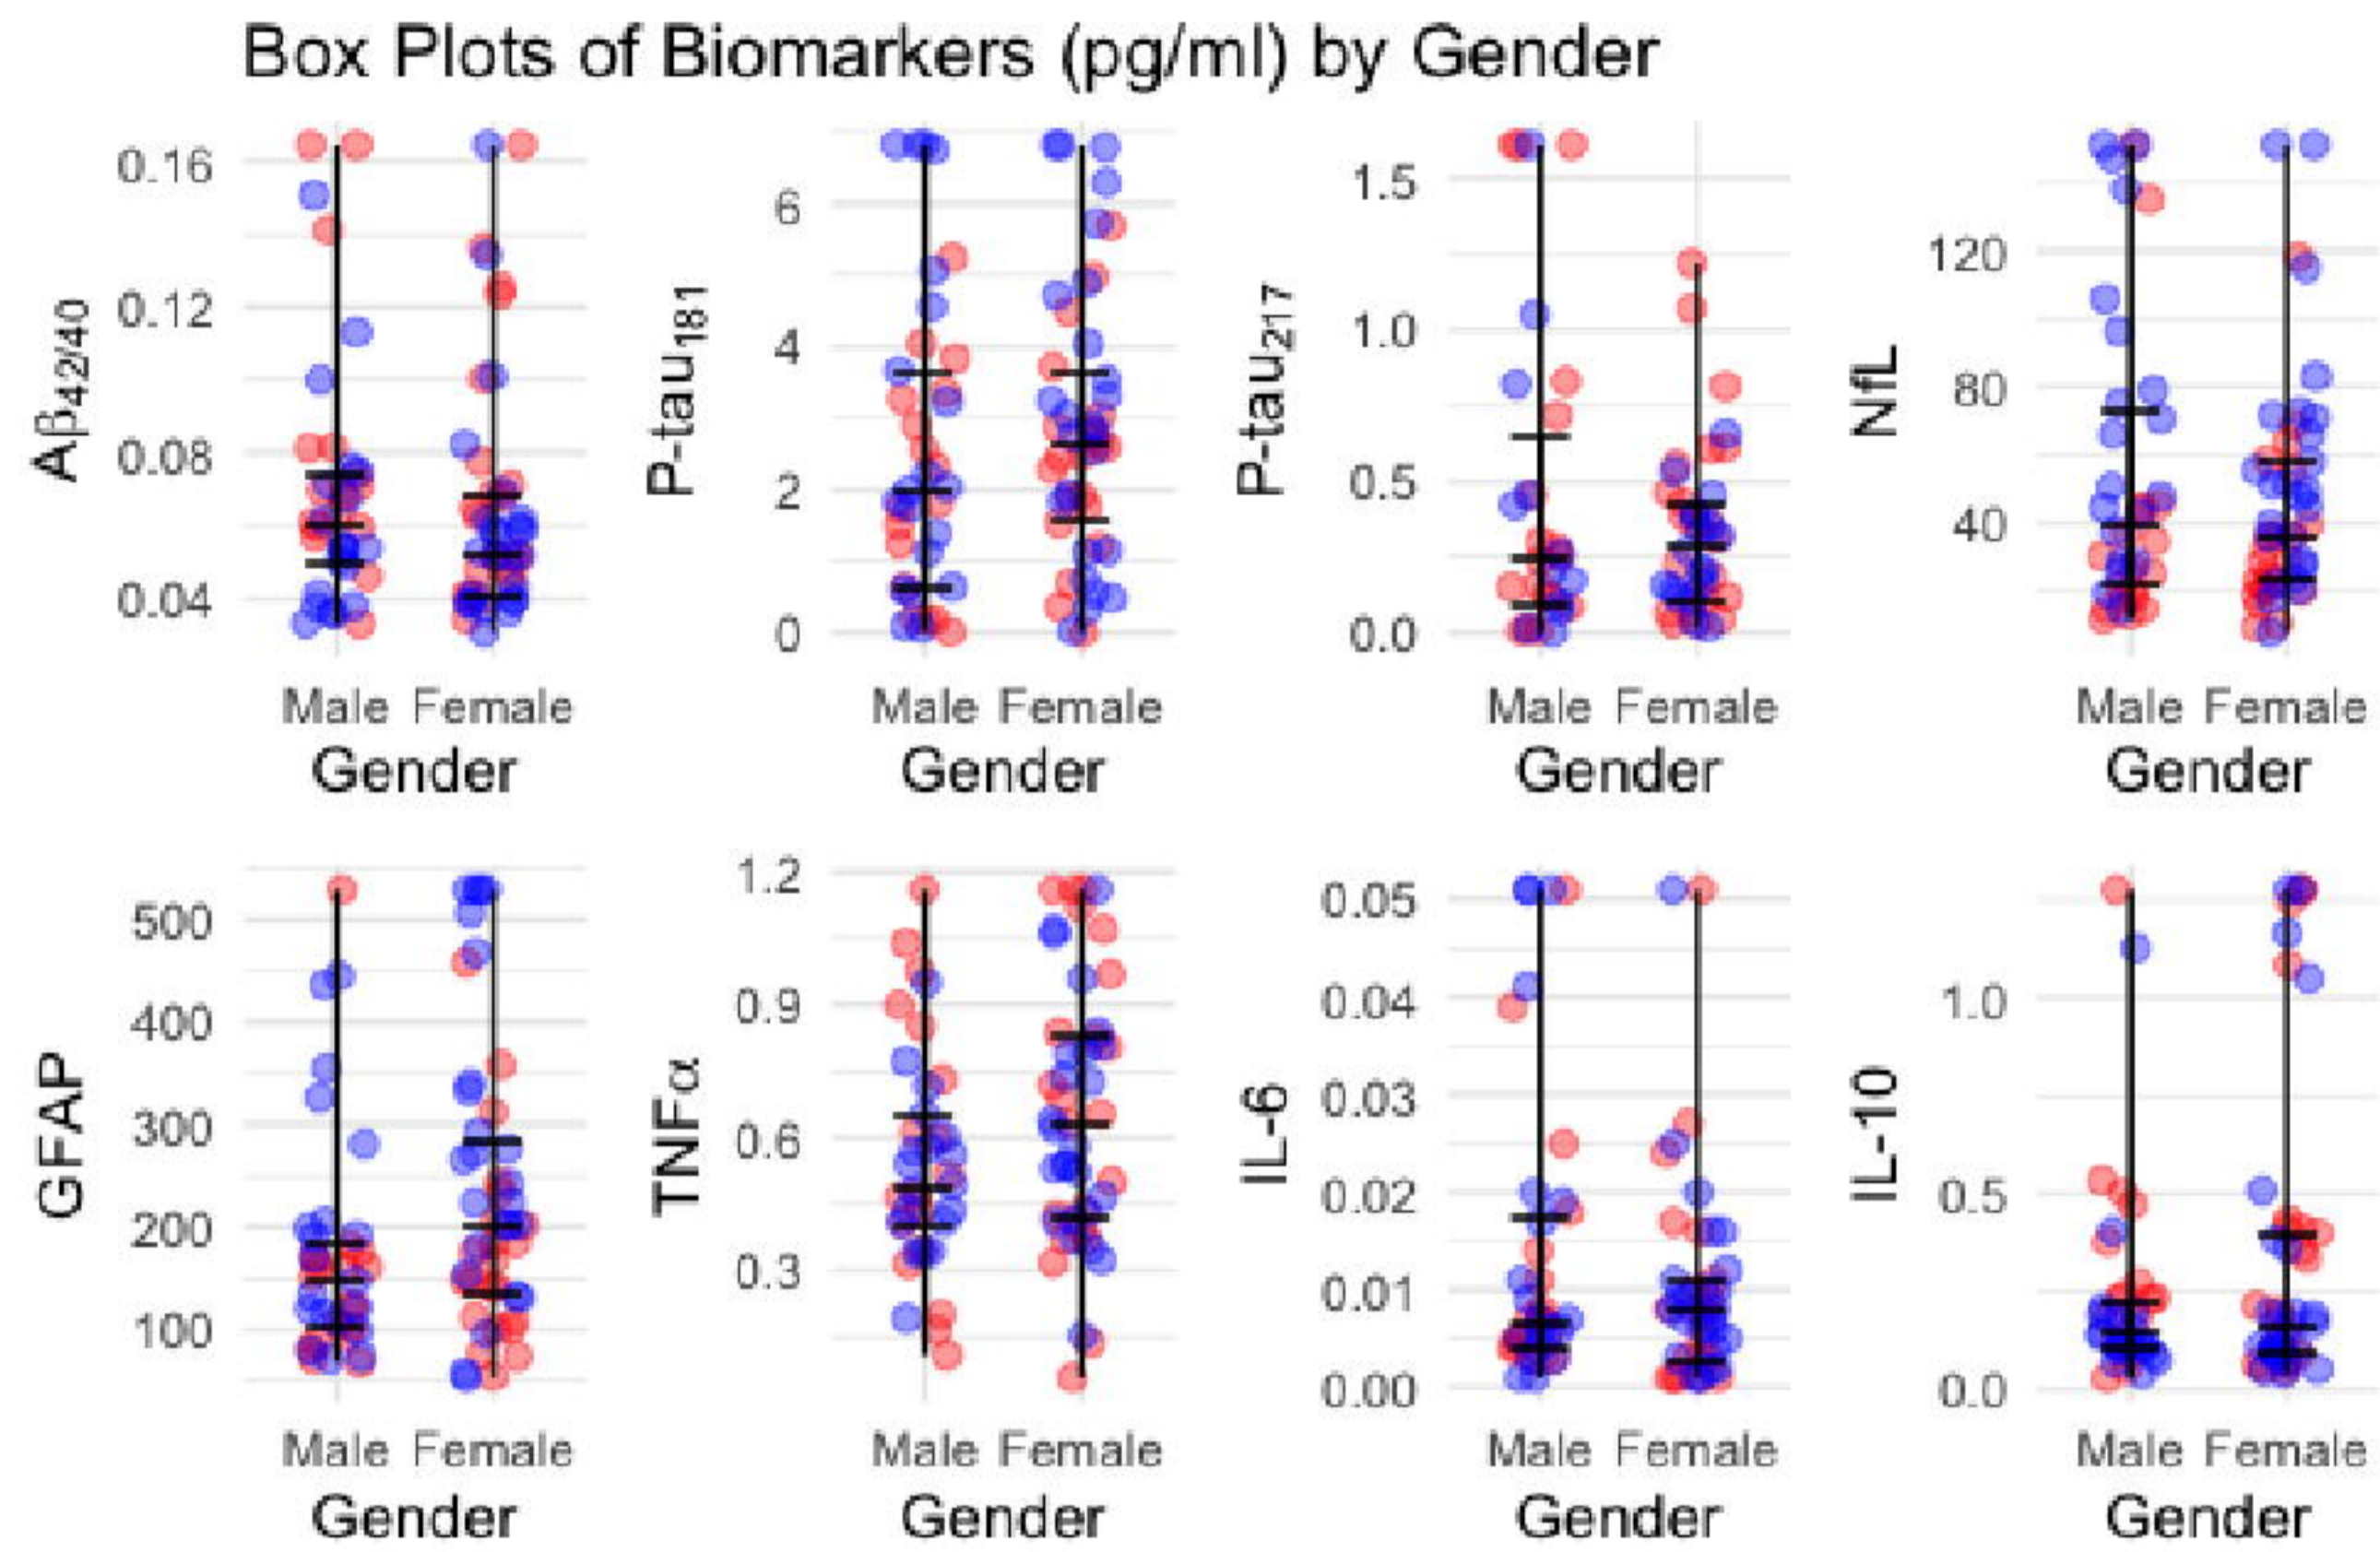 Box Plots of Biomarkers (pg/ml) by Gender
Aβ42/40
0.16
0.12
0.08
0.04
Male Female
Gender
P-tau181
6
4
2
0
Male Female
Gender
P-tau217
1.5
1.0
0.5
0.0
Male Female
Gender
NfL
120
80
40
Male Female
Gender
GFAP
500
400
300
200
100
Male Female
Gender
TNFα
1.2
0.9
0.6
0.3
Male Female
Gender
IL-6
0.05
0.04
0.03
0.02
0.01
0.00
Male Female
Gender
IL-10
1.0
0.5
0.0
Male Female
Gender